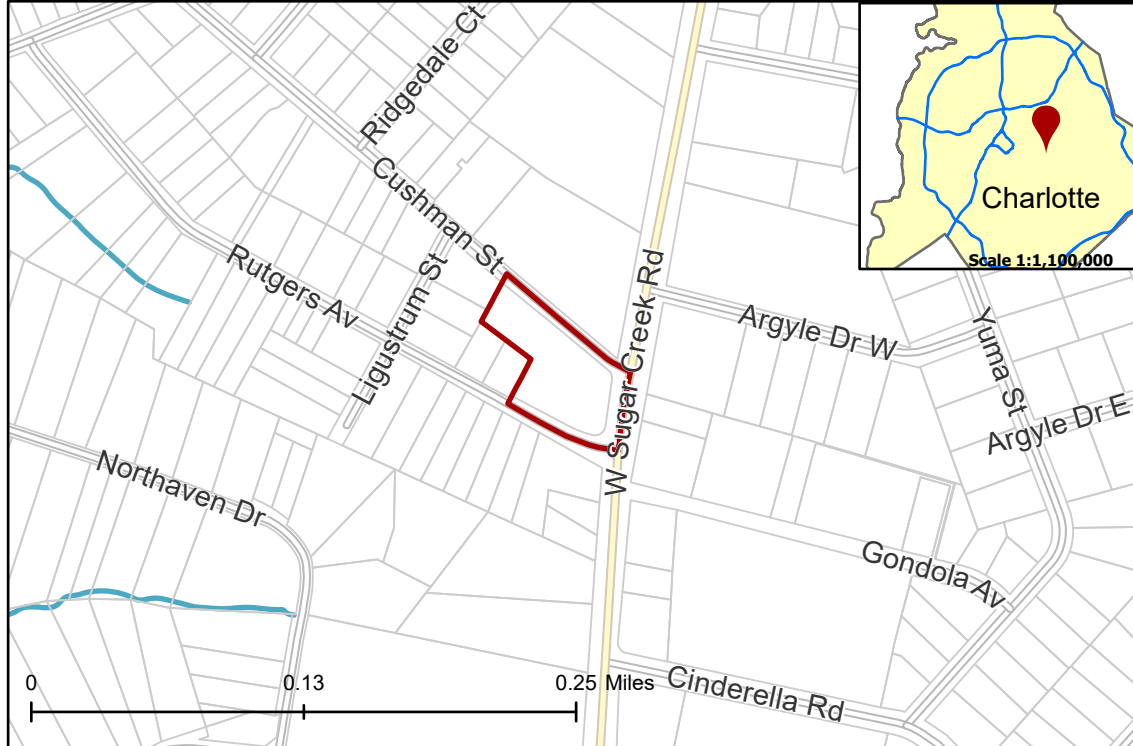 Ridgedale Ct
Cushman St
Charlotte
Scale 1:1,100,000
Rutgers Av
Ligustrum St
W Sugar Creek Rd
Argyle Dr W
Yuma St
Argyle Dr E
Northaven Dr
Gondola Av
Cinderella Rd
0
0.13
0.25 Miles